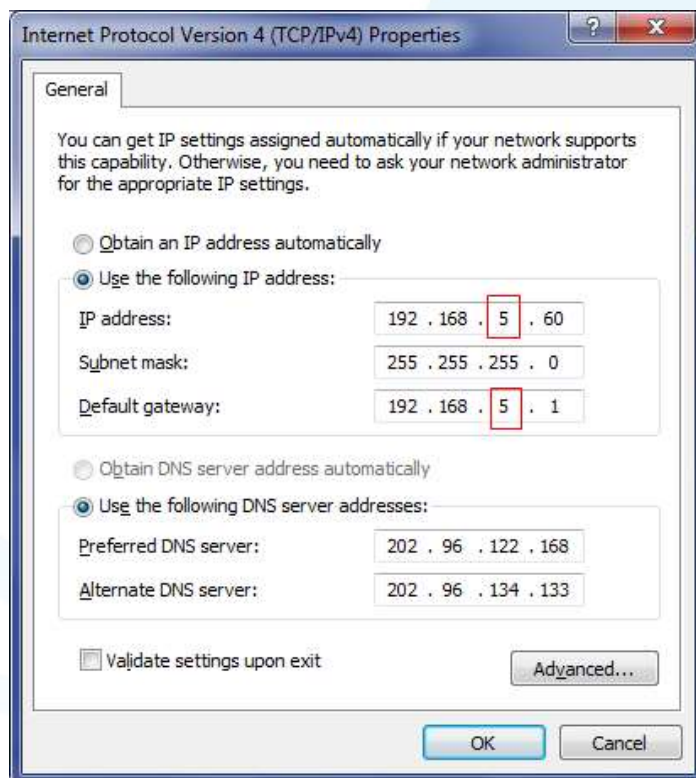 Internet Protocol Version 4 (TCP/IPv4) Properties
General
You can get IP settings assigned automatically if your network supports
this capability. Otherwise, you need to ask your network administrator
for the appropriate IP settings.
Obtain an IP address automatically
Use the following IP address:
IP address: 192 . 168 . 5 . 60
Subnet mask: 255 . 255 . 255 . 0
Default gateway: 192 . 168 . 5 . 1
Obtain DNS server address automatically
Use the following DNS server addresses:
Preferred DNS server: 202 . 96 . 122 . 168
Alternate DNS server: 202 . 96 . 134 . 133
Validate settings upon exit
Advanced...
OK Cancel